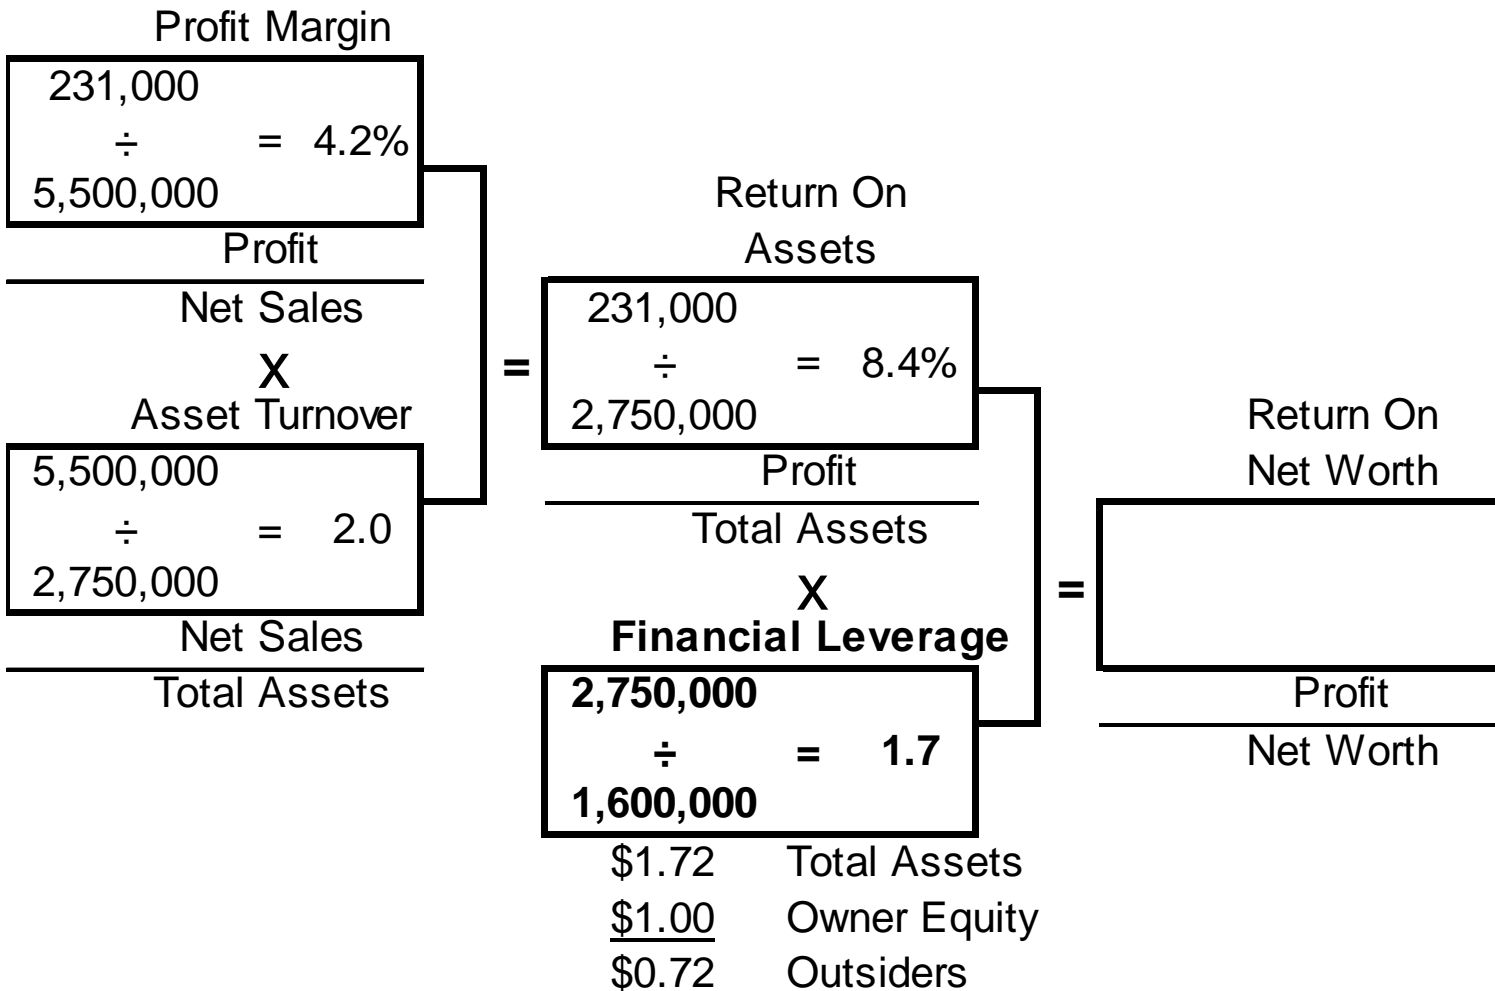 Profit Margin
231,000
÷ = 4.2%
5,500,000
Profit
Net Sales
X
Asset Turnover
5,500,000
÷ = 2.0
2,750,000
Net Sales
Total Assets
=
Return On
Assets
231,000
÷ = 8.4%
2,750,000
Profit
Total Assets
X
Financial Leverage
2,750,000
÷ = 1.7
1,600,000
$1.72 Total Assets
$1.00 Owner Equity
$0.72 Outsiders
=
Return On
Net Worth
Profit
Net Worth